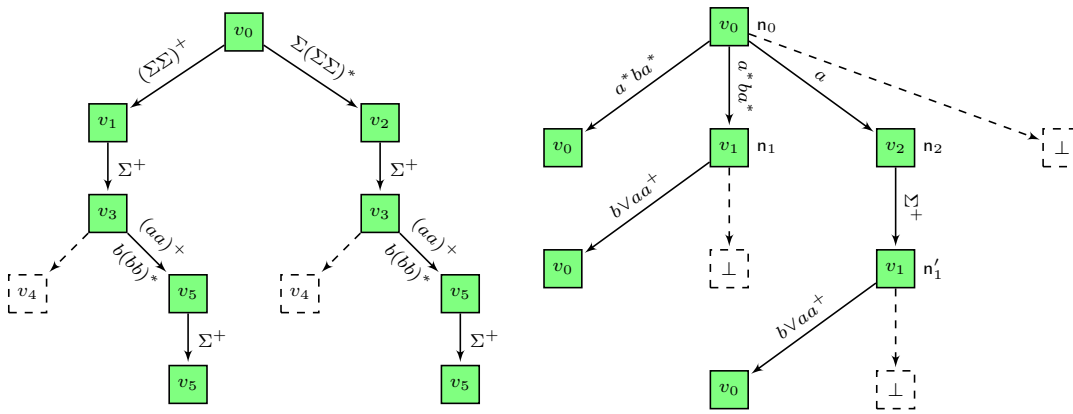 v₀
(ΣΣ)⁺
Σ(ΣΣ)*
v₁
v₂
Σ⁺
Σ⁺
v₃
v₃
(aa)⁺
b(bb)*
(aa)⁺
b(bb)*
v₄
v₅
v₄
v₅
Σ⁺
Σ⁺
v₅
v₅
v₀ n₀
a*ba*
a*ba*
a
v₀
v₁ n₁
v₂ n₂
⊥
b∨aa⁺
Σ⁺
v₀
⊥
v₁ n′₁
b∨aa⁺
v₀
⊥